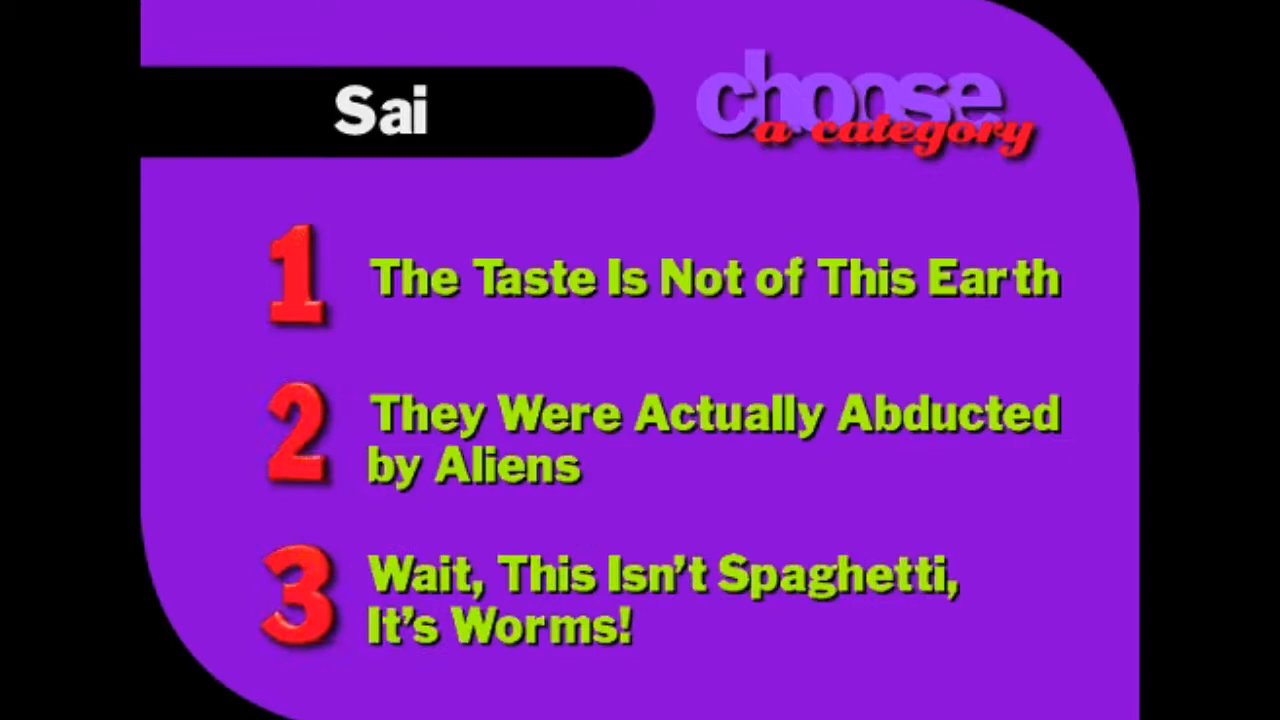 Sai
choose
a category
1 The Taste Is Not of This Earth
2 They Were Actually Abducted
by Aliens
3 Wait, This Isn't Spaghetti,
It's Worms!